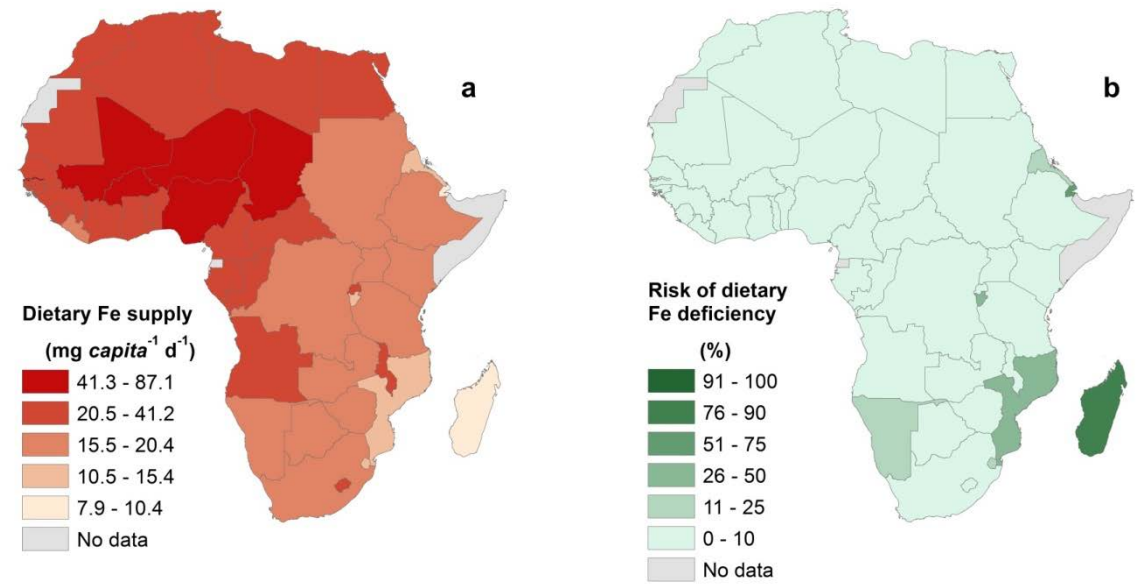 a
Dietary Fe supply
(mg capita⁻¹ d⁻¹)
41.3 - 87.1
20.5 - 41.2
15.5 - 20.4
10.5 - 15.4
7.9 - 10.4
No data
b
Risk of dietary
Fe deficiency
(%)
91 - 100
76 - 90
51 - 75
26 - 50
11 - 25
0 - 10
No data